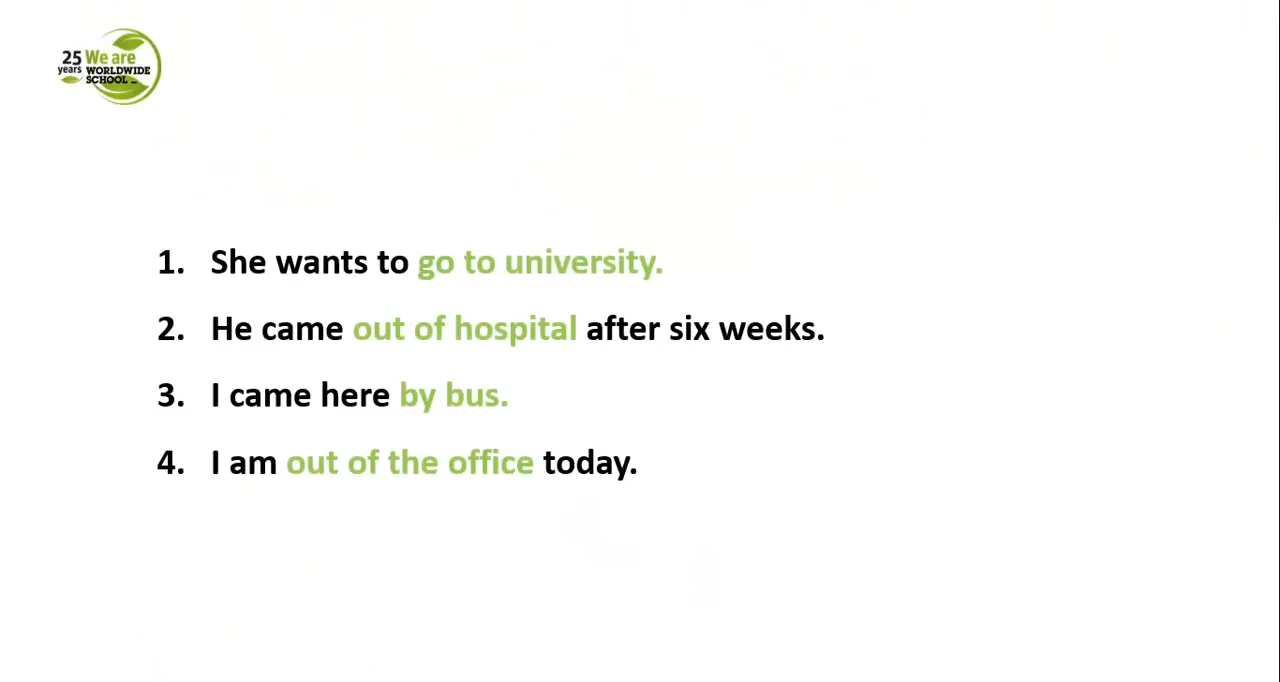 25 We are
years WORLDWIDE
SCHOOL
1. She wants to go to university.
2. He came out of hospital after six weeks.
3. I came here by bus.
4. I am out of the office today.